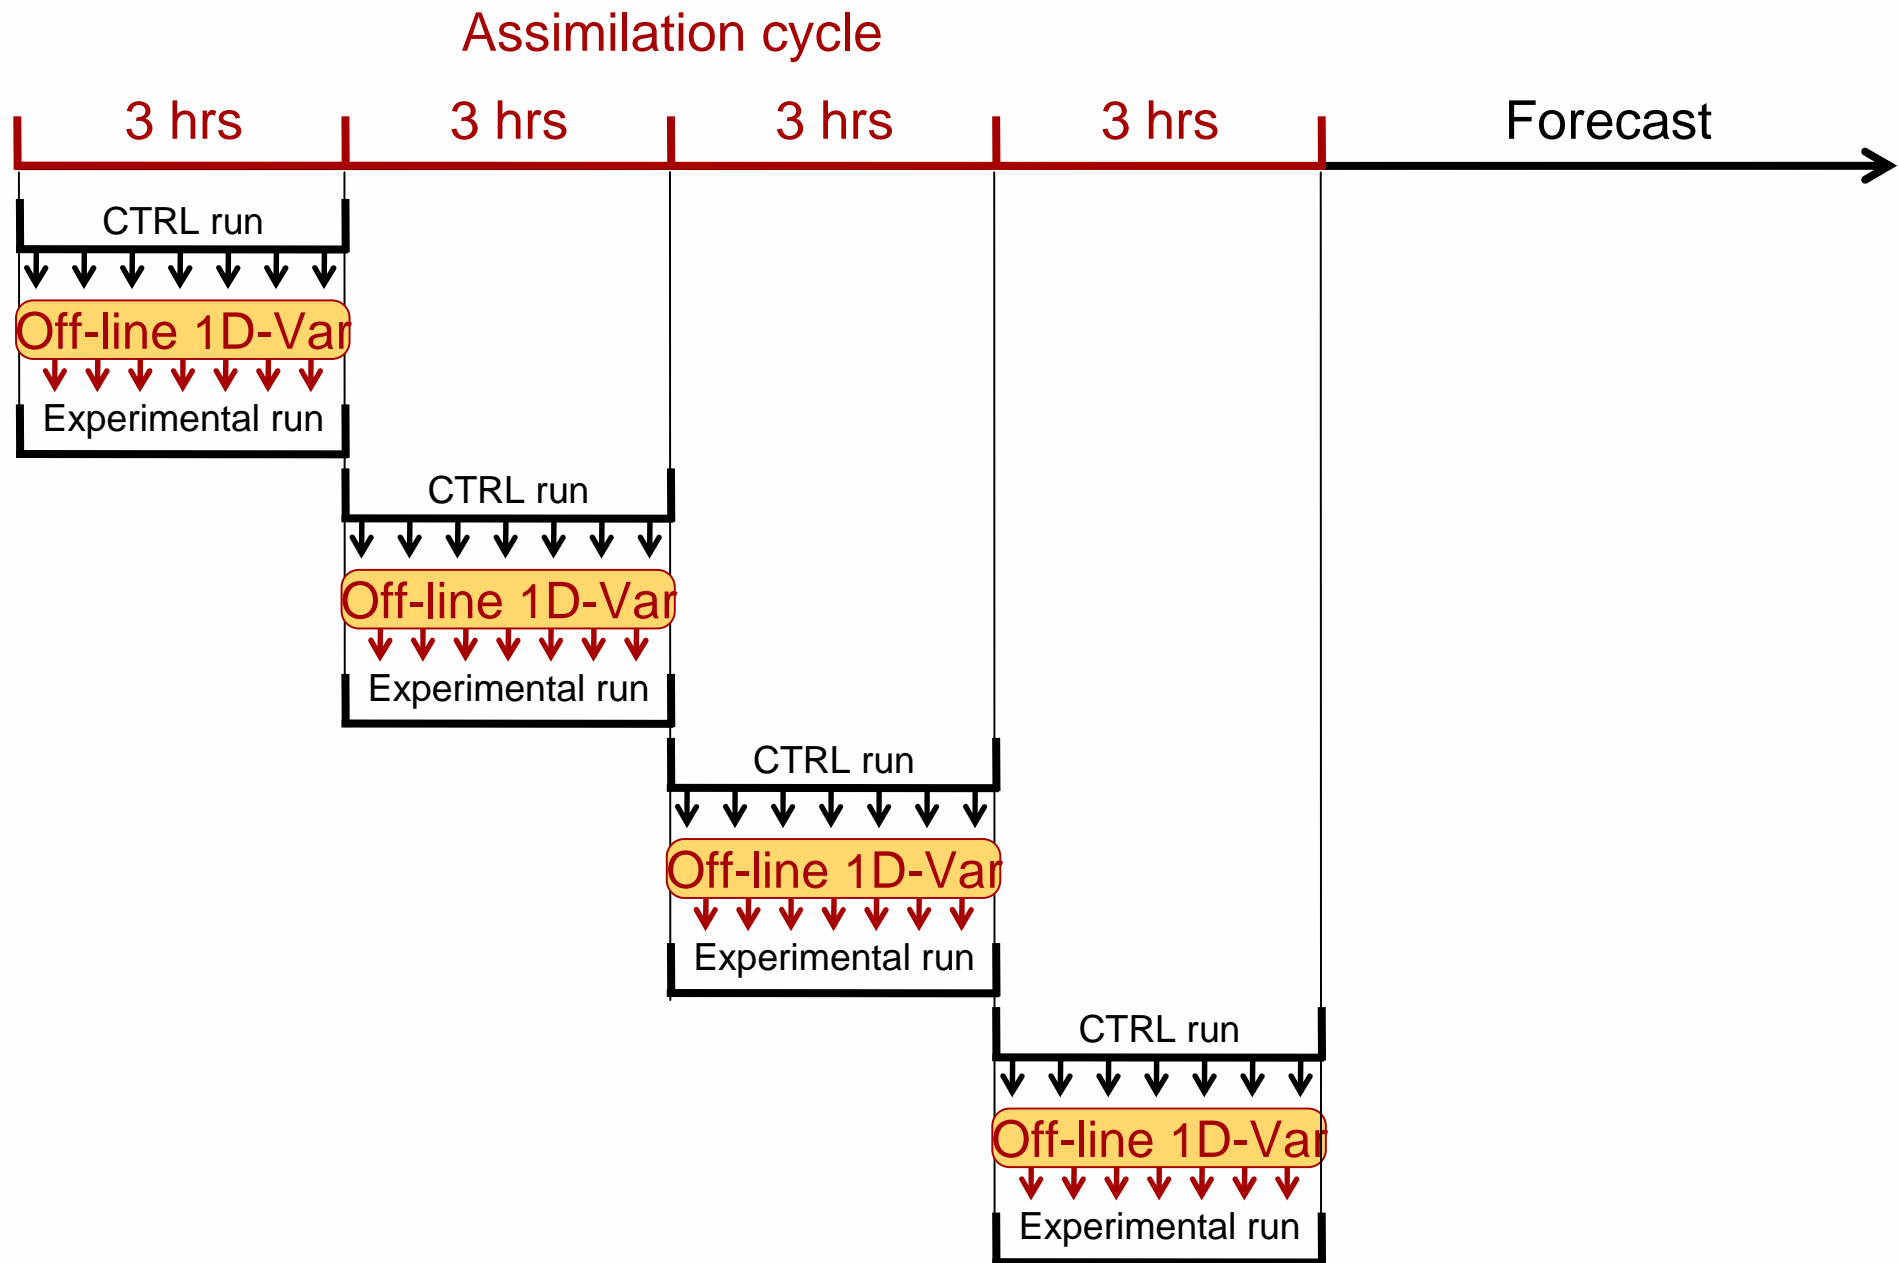 Assimilation cycle
3 hrs 3 hrs 3 hrs 3 hrs Forecast
CTRL run
Off-line 1D-Var
Experimental run
CTRL run
Off-line 1D-Var
Experimental run
CTRL run
Off-line 1D-Var
Experimental run
CTRL run
Off-line 1D-Var
Experimental run